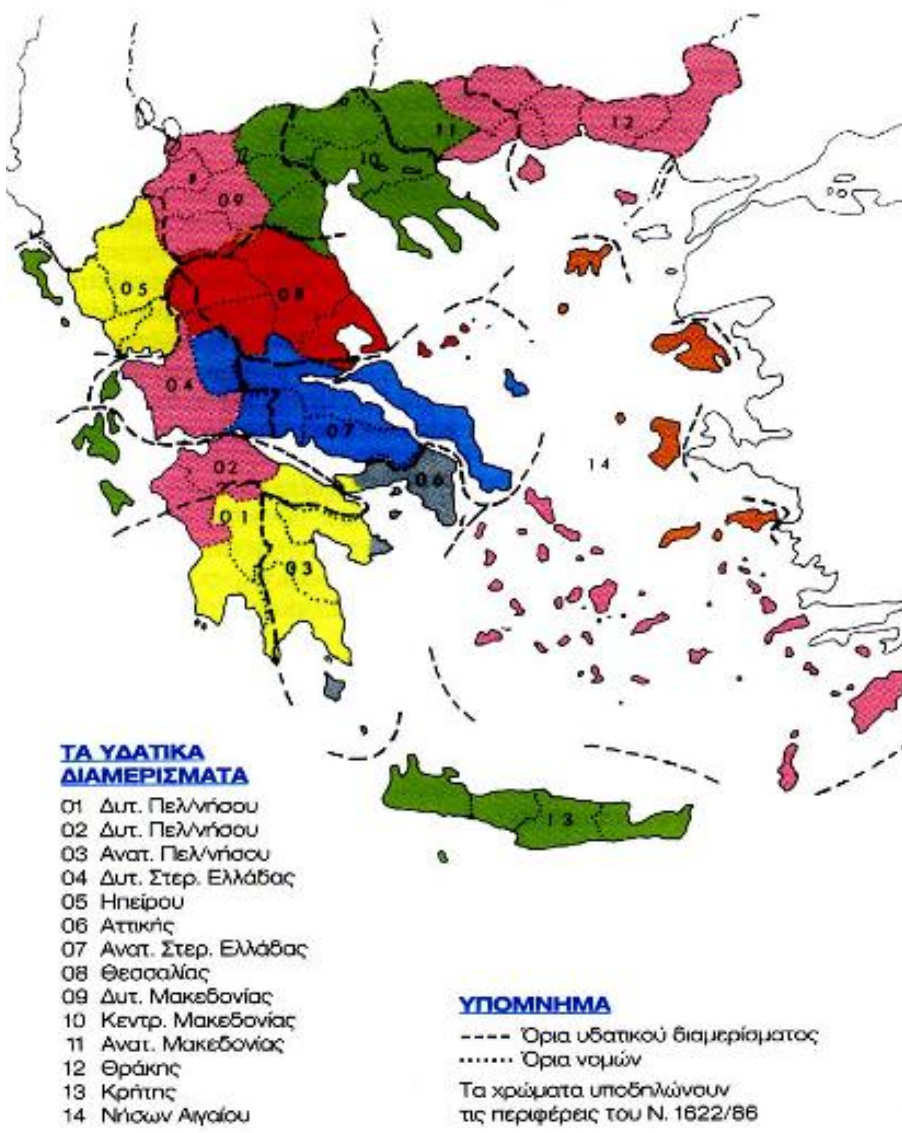 12
11
10
09
08
05
04
07
14
02
06
01
03
13
ΤΑ ΥΔΑΤΙΚΑ
ΔΙΑΜΕΡΙΣΜΑΤΑ
01 Δυτ. Πελ/νήσου
02 Δυτ. Πελ/νήσου
03 Ανατ. Πελ/νήσου
04 Δυτ. Στερ. Ελλάδας
05 Ηπείρου
06 Αττικής
07 Ανατ. Στερ. Ελλάδας
08 Θεσσαλίας
09 Δυτ. Μακεδονίας
10 Κεντρ. Μακεδονίας
11 Ανατ. Μακεδονίας
12 Θράκης
13 Κρήτης
14 Νήσων Αιγαίου
ΥΠΟΜΝΗΜΑ
Όρια υδατικού διαμερίσματος
Όρια νομών
Τα χρώματα υποδηλώνουν
τις περιφέρεις του Ν. 1622/86